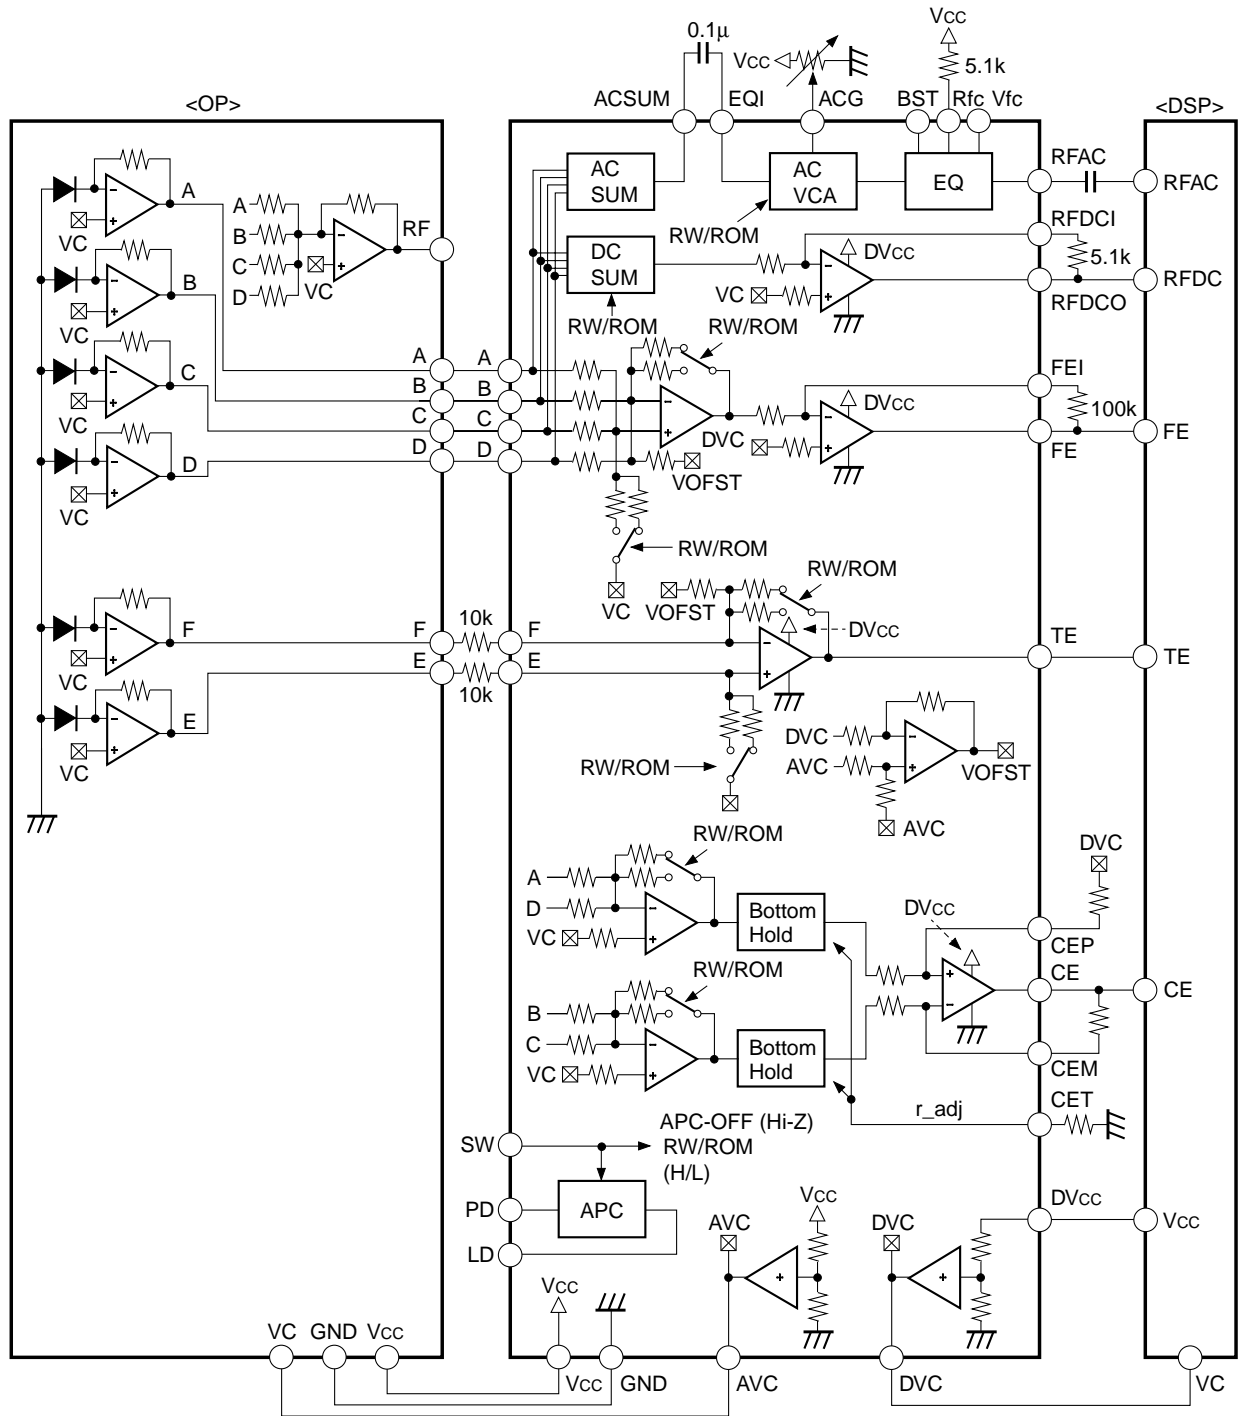 0.1μ
VCC
VCC
5.1k
<OP>
ACSUM
EQI
ACG
BST
Rfc
Vfc
<DSP>
A
VC
B
VC
C
VC
D
VC
A
B
C
D
VC
RF
AC
SUM
AC
VCA
EQ
RW/ROM
RFAC
RFAC
RFDCI
DC
SUM
DVCC
5.1k
VC
RFDC
RFDCO
RW/ROM
RW/ROM
A
A
B
B
C
C
D
D
FEI
DVCC
100k
DVC
FE
FE
VOFST
RW/ROM
VC
VOFST
RW/ROM
DVCC
F
VC
F
10k
F
E
10k
E
TE
TE
E
VC
RW/ROM
DVC
AVC
VOFST
AVC
RW/ROM
A
D
VC
Bottom
Hold
DVCC
DVC
CEP
RW/ROM
CE
CE
B
C
VC
Bottom
Hold
CEM
r_adj
CET
SW
APC-OFF (Hi-Z)
RW/ROM
(H/L)
PD
APC
LD
VCC
AVC
DVC
DVCC
VCC
VCC
VC
GND
VCC
VCC
GND
AVC
DVC
VC